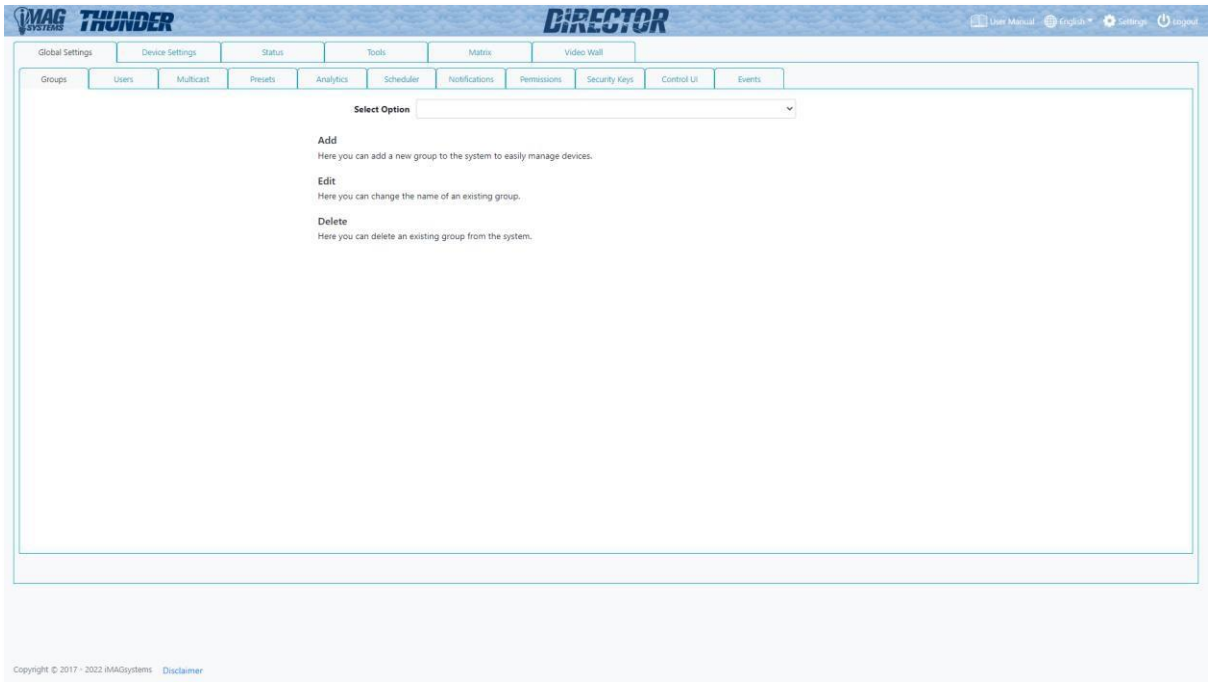 iMAG SYSTEMS THUNDER DiRECTOR User Manual English Settings Logout
Global Settings Device Settings Status Tools Matrix Video Wall
Groups Users Multicast Presets Analytics Scheduler Notifications Permissions Security Keys Control UI Events
Select Option
Add
Here you can add a new group to the system to easily manage devices.
Edit
Here you can change the name of an existing group.
Delete
Here you can delete an existing group from the system.
Copyright © 2017 - 2022 iMAGsystems Disclaimer